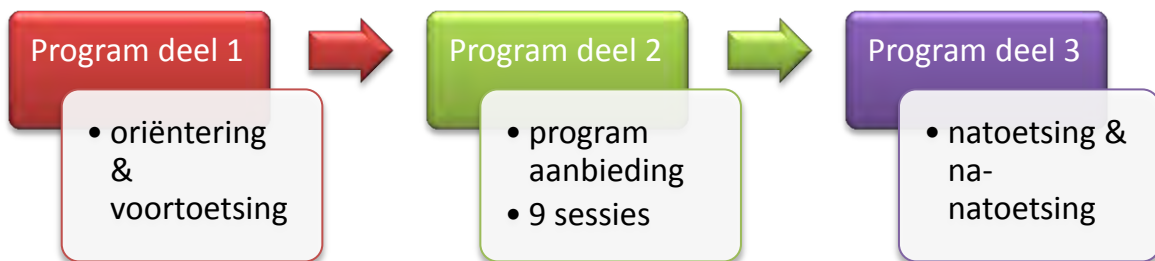 Program deel 1
• oriëntering
&
voortoetsing
Program deel 2
• program
aanbieding
• 9 sessies
Program deel 3
• natoetsing &
na-
natoetsing